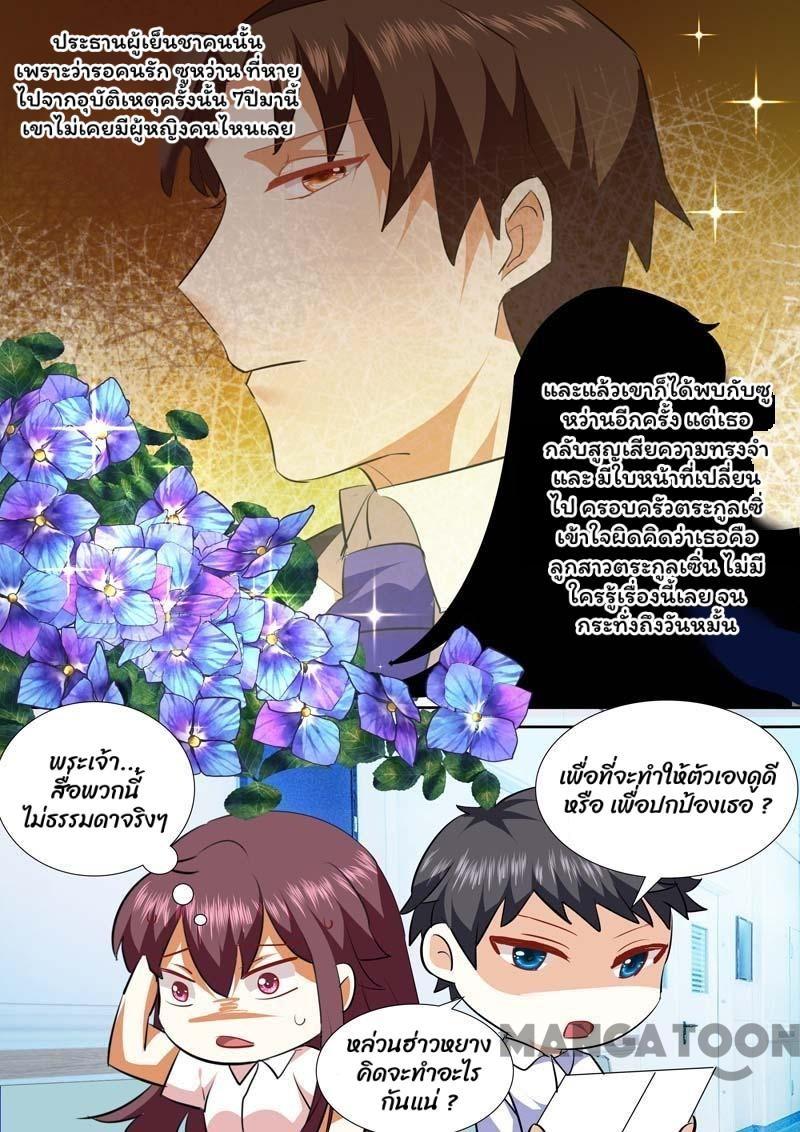 ประธานผู้เย็นชาคนนั้น
เพราะว่ารอคนรัก ซูหว่าน ที่หาย
ไปจากอุบัติเหตุครั้งนั้น 7ปีมานี้
เขาไม่เคยมีผู้หญิงคนไหนเลย
และแล้วเขาก็ได้พบกับซู
หว่านอีกครั้ง แต่เธอ
กลับสูญเสียความทรงจำ
และ มีใบหน้าที่เปลี่ยน
ไป ครอบครัวตระกูลเซิ่
เข้าใจผิดคิดว่าเธอคือ
ลูกสาวตระกูลเซิ่น ไม่มี
ใครรู้เรื่องนี้เลย จน
กระทั่งถึงวันหมั้น
พระเจ้า...
สื่อพวกนี้
ไม่ธรรมดาจริงๆ
เพื่อที่จะทำให้ตัวเองดูดี
หรือ เพื่อปกป้องเธอ ?
หล่วนฮ่าวหยาง
คิดจะทำอะไร
กันแน่ ?
MANGATOON